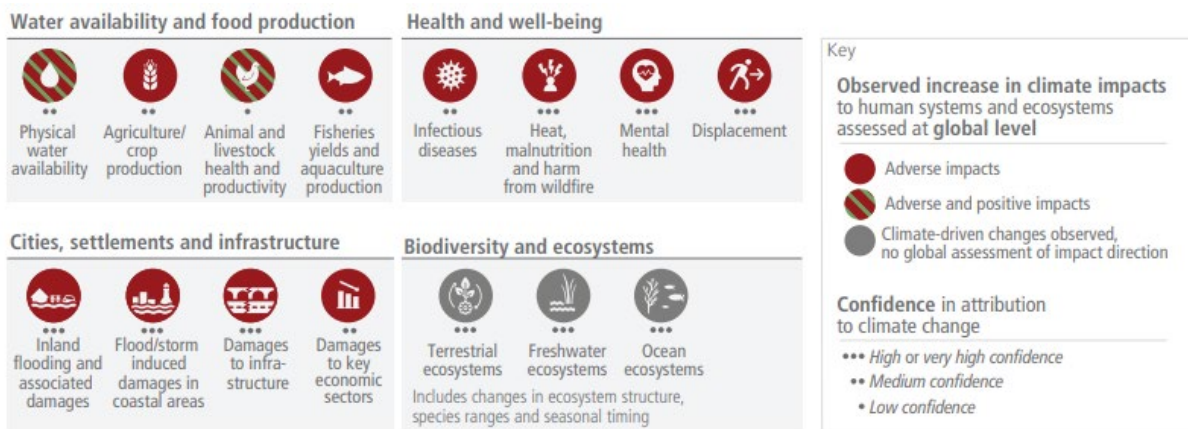 Water availability and food production
Physical
water
availability
Agriculture/
crop
production
Animal and
livestock
health and
productivity
Fisheries
yields and
aquaculture
production
Health and well-being
Infectious
diseases
Heat,
malnutrition
and harm
from wildfire
Mental
health
Displacement
Cities, settlements and infrastructure
Inland
flooding and
associated
damages
Flood/storm
induced
damages in
coastal areas
Damages
to infra-
structure
Damages
to key
economic
sectors
Biodiversity and ecosystems
Terrestrial
ecosystems
Freshwater
ecosystems
Ocean
ecosystems
Includes changes in ecosystem structure,
species ranges and seasonal timing
Key
Observed increase in climate impacts
to human systems and ecosystems
assessed at global level
Adverse impacts
Adverse and positive impacts
Climate-driven changes observed,
no global assessment of impact direction
Confidence in attribution
to climate change
••• High or very high confidence
•• Medium confidence
• Low confidence